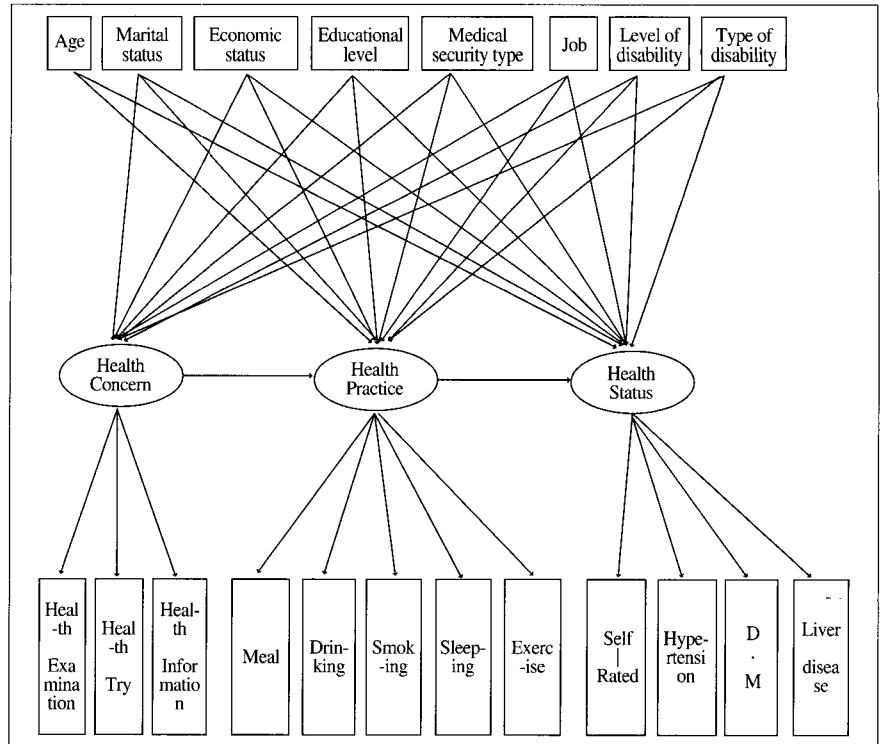 Age
Marital
status
Economic
status
Educational
level
Medical
security type
Job
Level of
disability
Type of
disability
Health
Concern
Health
Practice
Health
Status
Heal
-th
Exa
mina
tion
Heal
-th
Try
Heal-
th
Infor
matio
n
Meal
Drin-
king
Smok
-ing
Sleep-
ing
Exerc
-ise
Self
|
Rated
Hype-
rtensi
on
D
·
M
Liver
disea
se